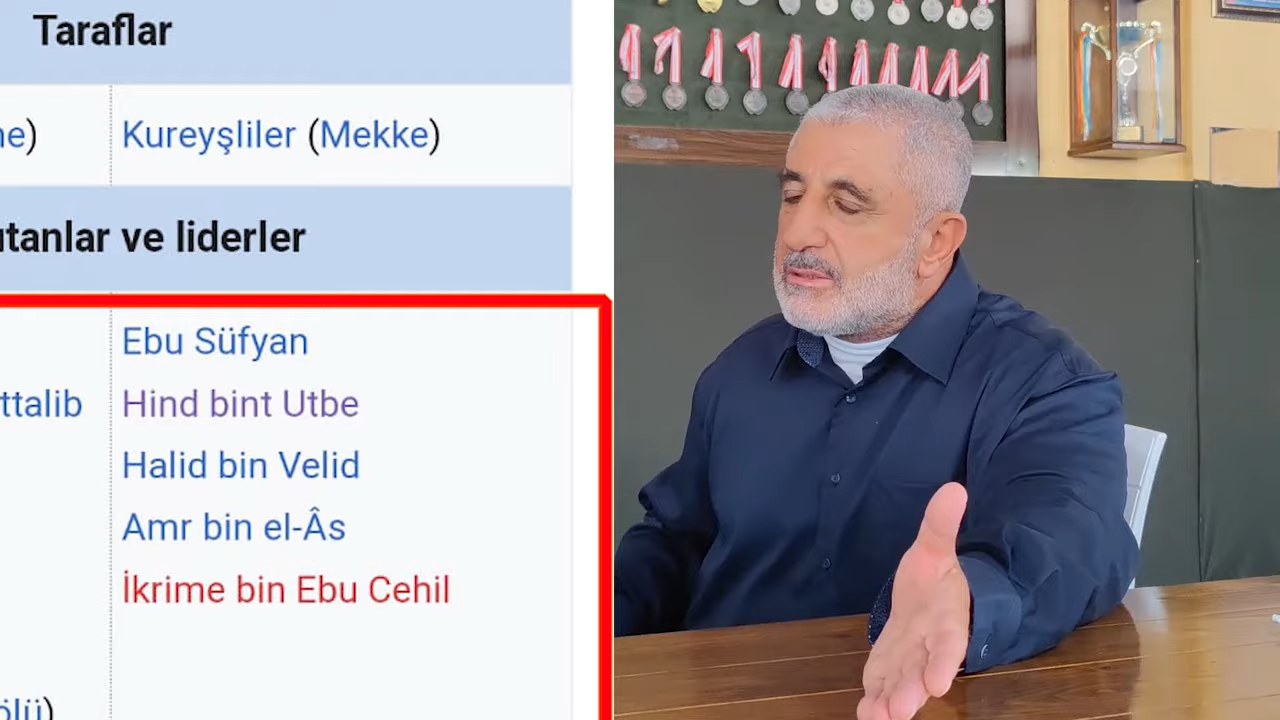 Taraflar
ne)
Kureyşliler (Mekke)
utanlar ve liderler
Ebu Süfyan
ttalib
Hind bint Utbe
Halid bin Velid
Amr bin el-Âs
İkrime bin Ebu Cehil
ölü)